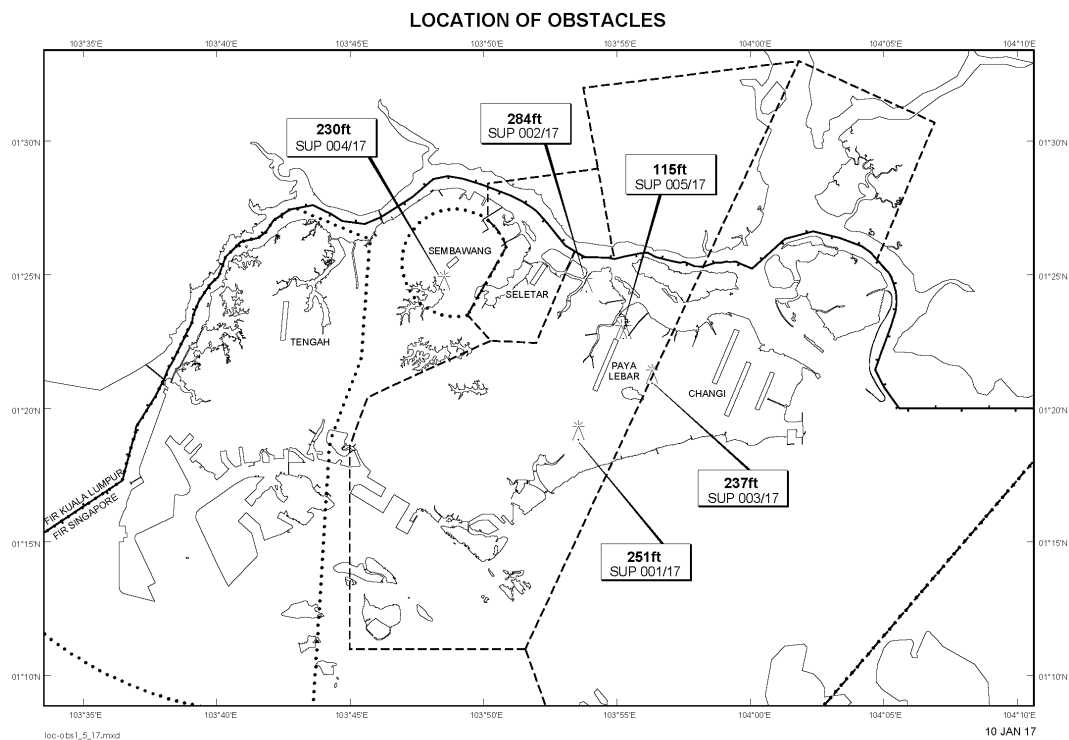 LOCATION OF OBSTACLES
103°35'E 103°40'E 103°45'E 103°50'E 103°55'E 104°00'E 104°05'E 104°10'E
284ft
SUP 002/17
230ft
SUP 004/17
01°30'N
01°30'N
115ft
SUP 005/17
SEMBAWANG
01°25'N
01°25'N
SELETAR
TENGAH
PAYA
LEBAR
CHANGI
01°20'N
01°20'N
FIR KUALA LUMPUR
FIR SINGAPORE
237ft
SUP 003/17
01°15'N
01°15'N
251ft
SUP 001/17
01°10'N
01°10'N
103°35'E 103°40'E 103°45'E 103°50'E 103°55'E 104°00'E 104°05'E 104°10'E
loc-obs1_5_17.mxd
10 JAN 17